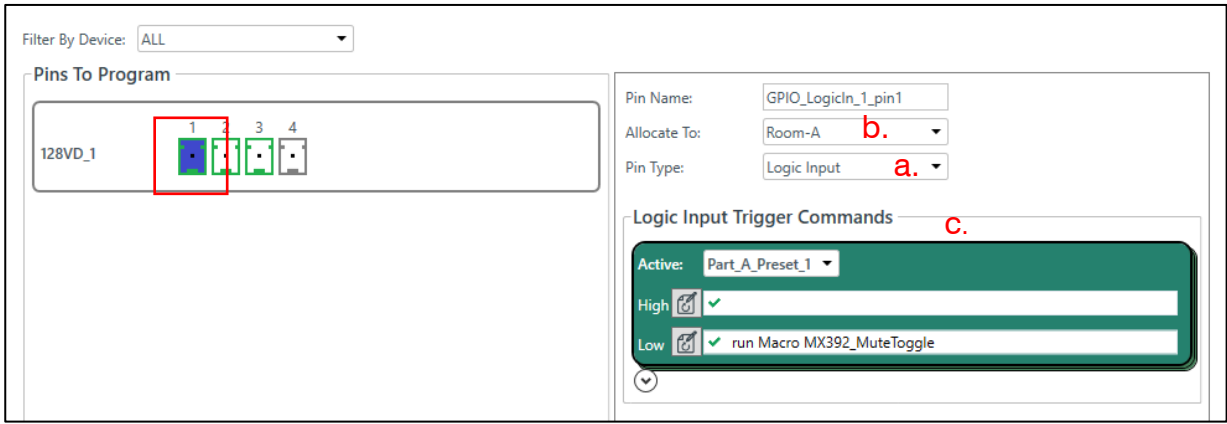 Filter By Device: ALL
Pins To Program
1 2 3 4
128VD_1
Pin Name: GPIO_LogicIn_1_pin1
Allocate To: Room-A b.
Pin Type: Logic Input a.
Logic Input Trigger Commands c.
Active: Part_A_Preset_1
High
Low run Macro MX392_MuteToggle